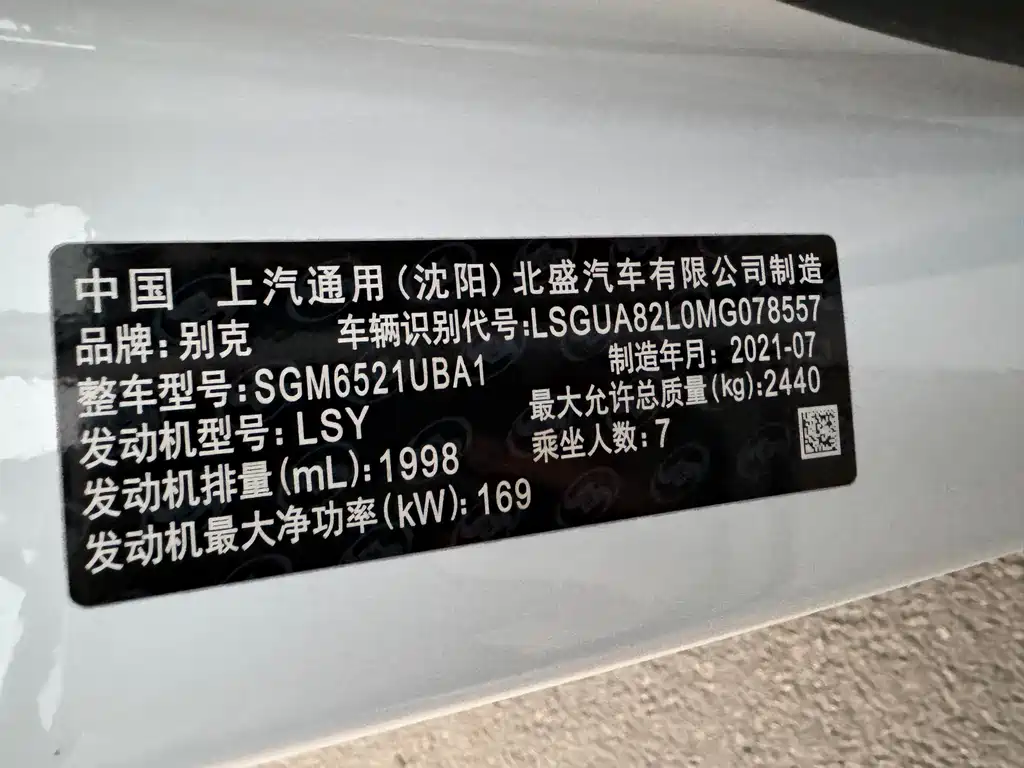 中国 上汽通用(沈阳)北盛汽车有限公司制造
品牌:别克 车辆识别代号:LSGUA82L0MG078557
整车型号:SGM6521UBA1 制造年月:2021-07
发动机型号:LSY 最大允许总质量(kg):2440
发动机排量(mL):1998 乘坐人数:7
发动机最大净功率(kW):169